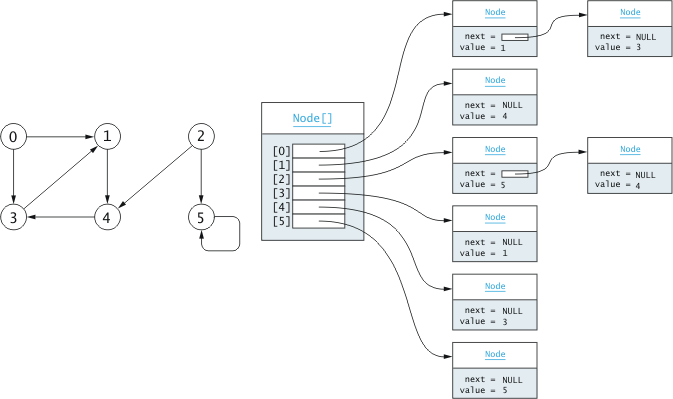 0
1
2
3
4
5
Node[]
[0]
[1]
[2]
[3]
[4]
[5]
Node
next =
value = 1
Node
next = NULL
value = 3
Node
next = NULL
value = 4
Node
next =
value = 5
Node
next = NULL
value = 4
Node
next = NULL
value = 1
Node
next = NULL
value = 3
Node
next = NULL
value = 5